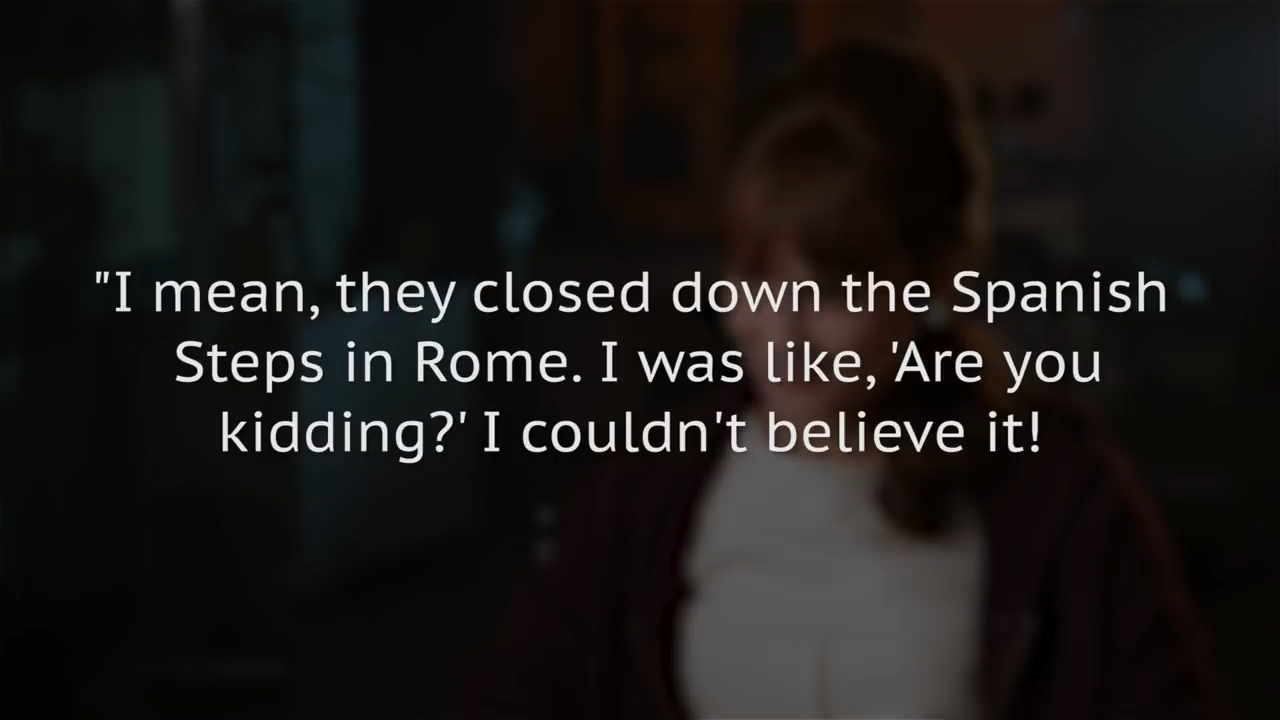 "I mean, they closed down the Spanish
Steps in Rome. I was like, 'Are you
kidding?' I couldn't believe it!